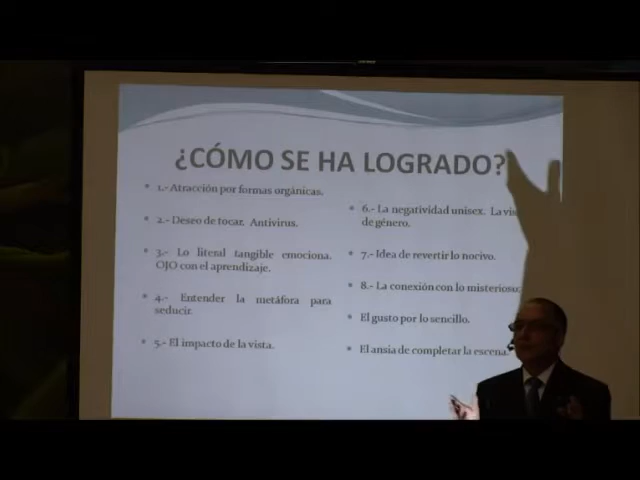 ¿CÓMO SE HA LOGRADO?
1.- Atracción por formas orgánicas.
2.- Deseo de tocar. Antivirus.
3.- Lo literal tangible emociona.
OJO con el aprendizaje.
4.- Entender la metáfora para
seducir.
5.- El impacto de la vista.
6.- La negatividad unisex. La
de género.
7.- Idea de revertir lo nocivo.
8.- La conexión con lo misterioso.
El gusto por lo sencillo.
El ansia de completar la escena.